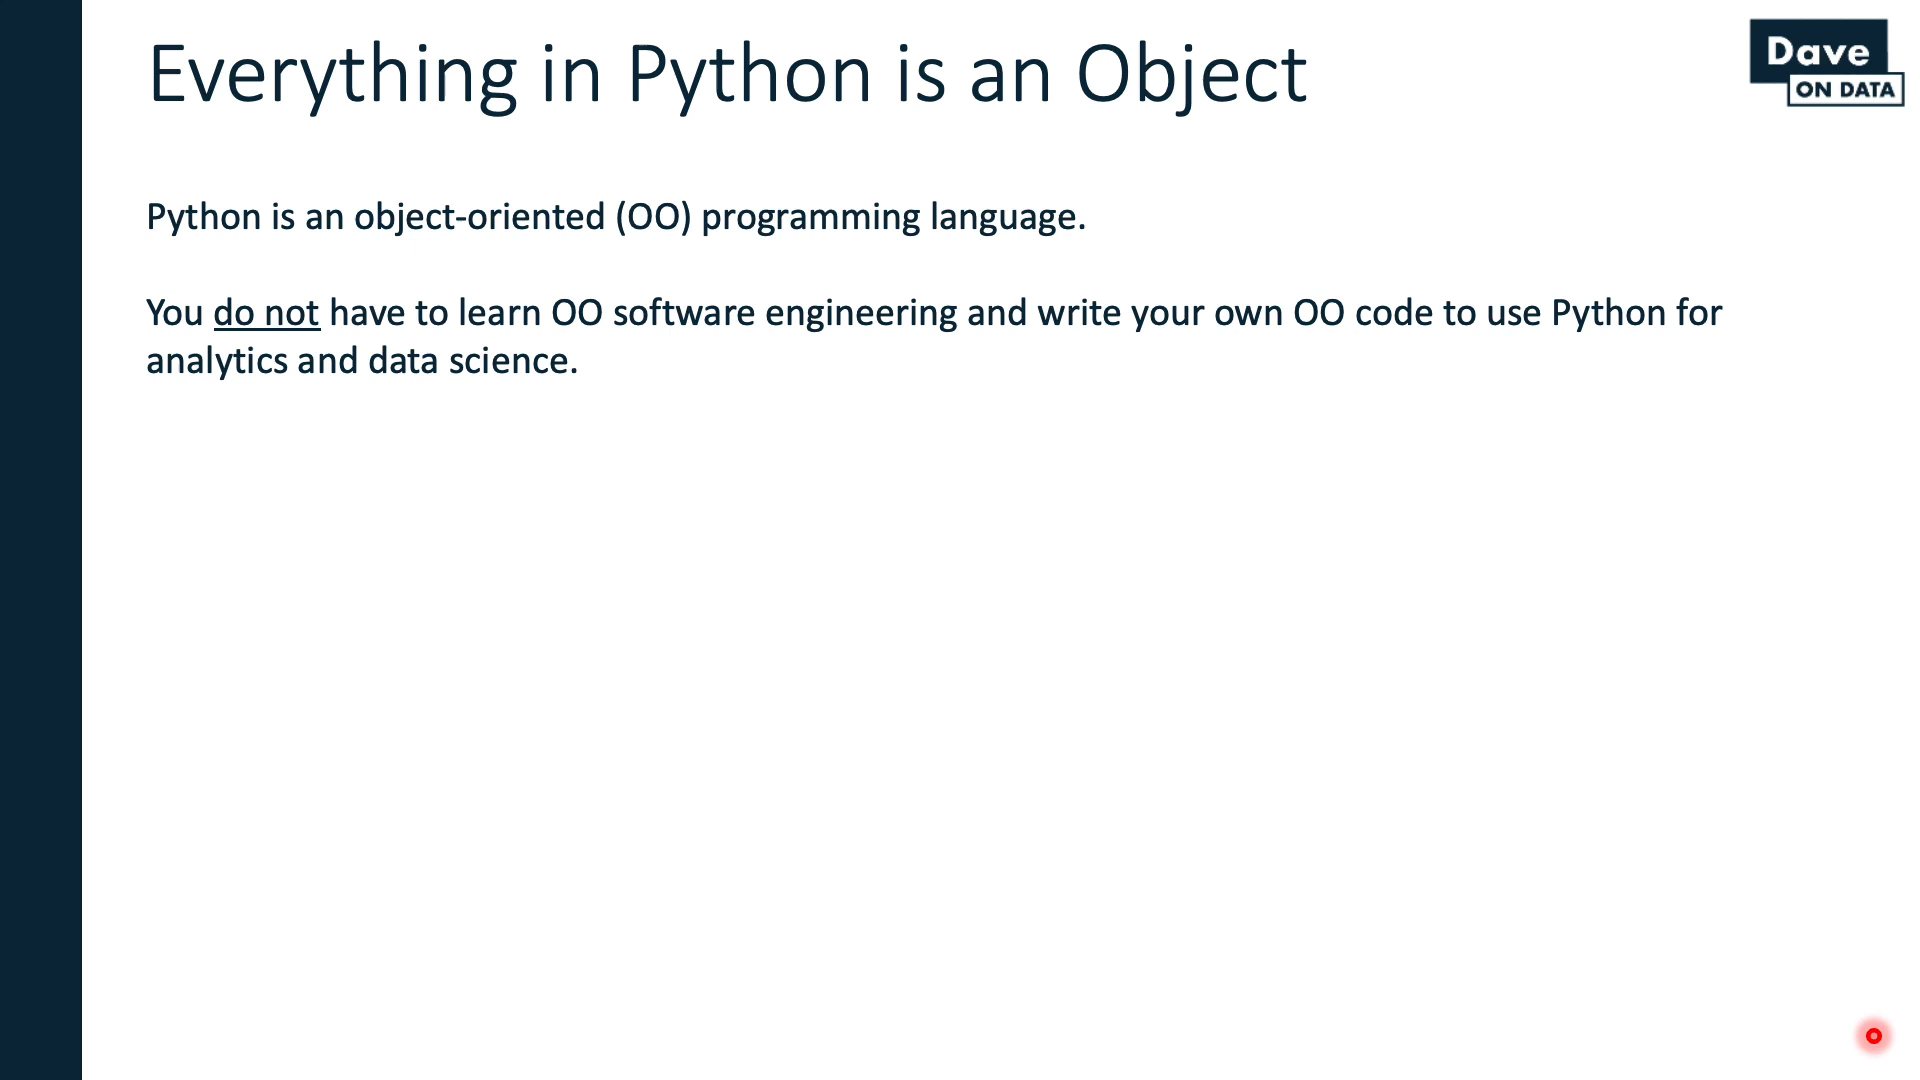 Everything in Python is an Object
Dave
ON DATA
Python is an object-oriented (OO) programming language.
You do not have to learn OO software engineering and write your own OO code to use Python for
analytics and data science.